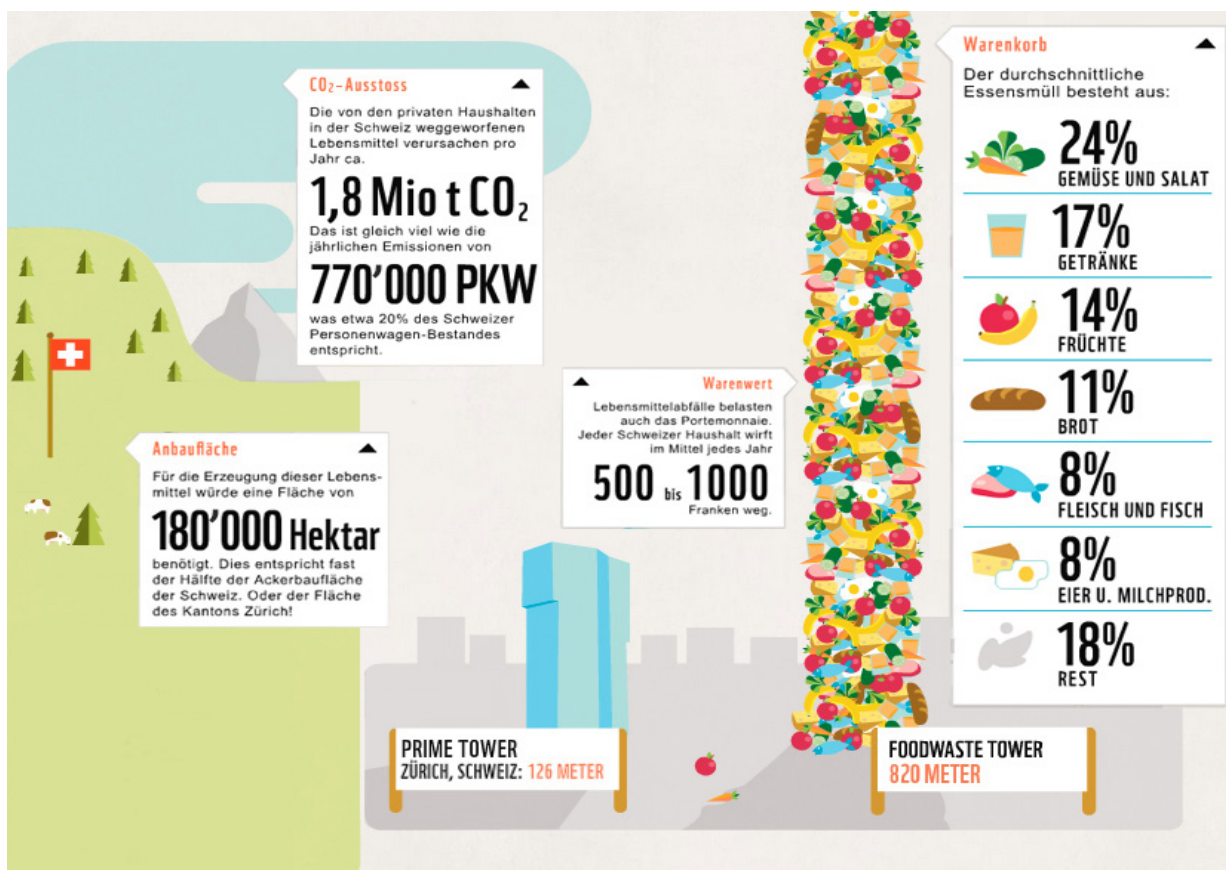 CO₂-Ausstoss
Die von den privaten Haushalten
in der Schweiz weggeworfenen
Lebensmittel verursachen pro
Jahr ca.
1,8 Mio t CO₂
Das ist gleich viel wie die
jährlichen Emissionen von
770'000 PKW
was etwa 20% des Schweizer
Personenwagen-Bestandes
entspricht.
Anbaufläche
Für die Erzeugung dieser Lebens-
mittel würde eine Fläche von
180'000 Hektar
benötigt. Dies entspricht fast
der Hälfte der Ackerbaufläche
der Schweiz. Oder der Fläche
des Kantons Zürich!
Warenwert
Lebensmittelabfälle belasten
auch das Portemonnaie.
Jeder Schweizer Haushalt wirft
im Mittel jedes Jahr
500 bis 1000
Franken weg.
PRIME TOWER
ZÜRICH, SCHWEIZ: 126 METER
FOODWASTE TOWER
820 METER
Warenkorb
Der durchschnittliche
Essensmüll besteht aus:
24%
GEMÜSE UND SALAT
17%
GETRÄNKE
14%
FRÜCHTE
11%
BROT
8%
FLEISCH UND FISCH
8%
EIER U. MILCHPROD.
18%
REST